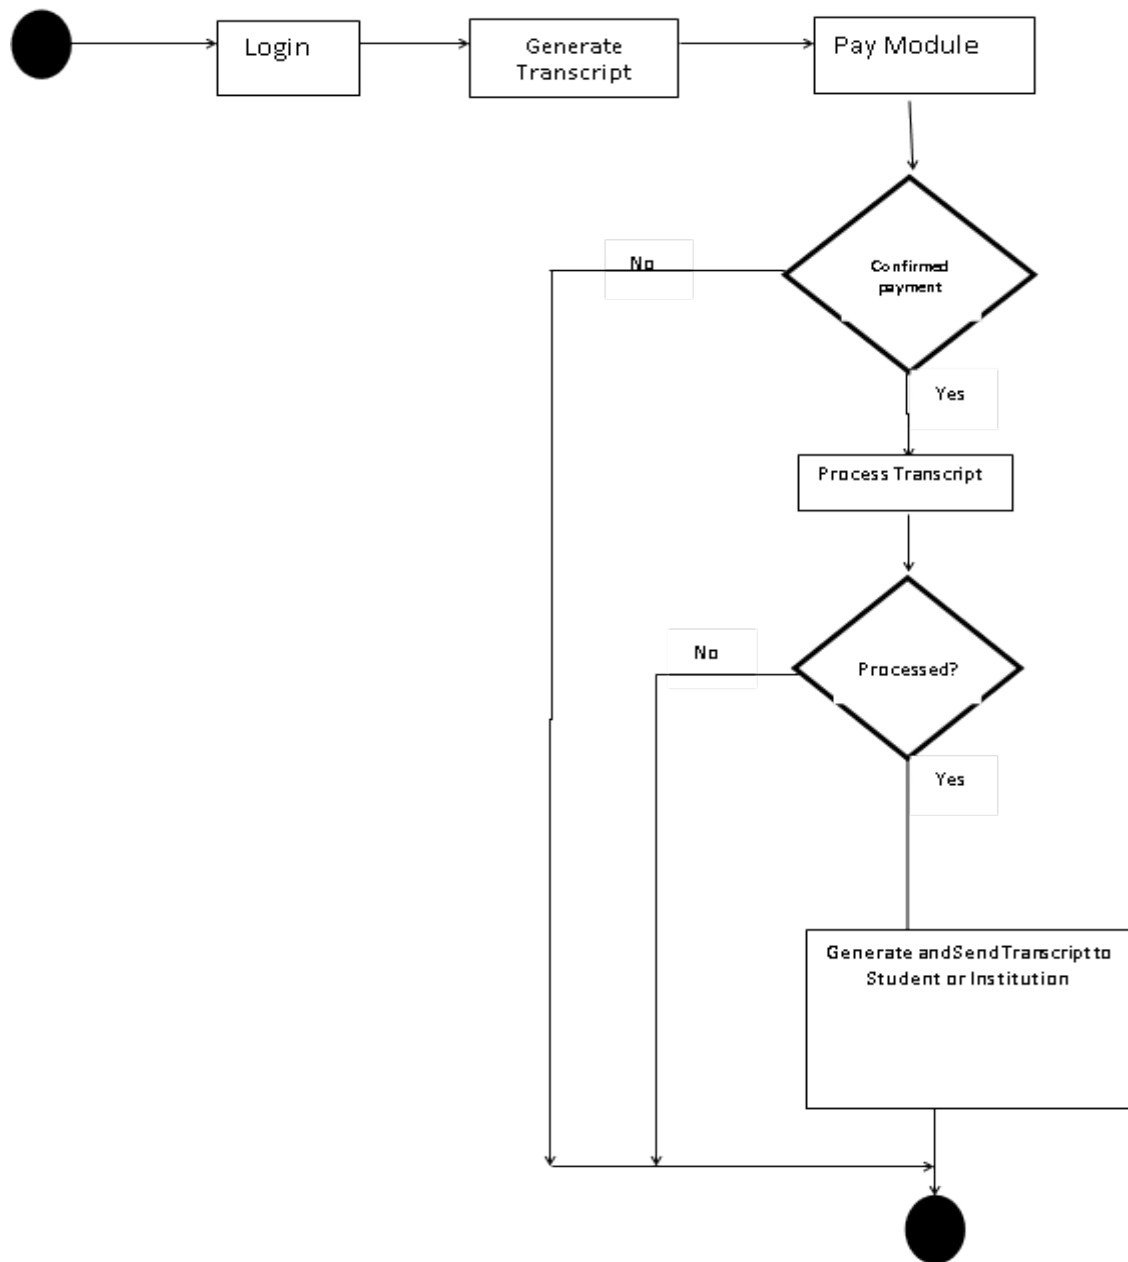 Login
Generate
Transcript
Pay Module
No
Confirmed
payment
Yes
Process Transcript
No
Processed?
Yes
Generate and Send Transcript to
Student or Institution